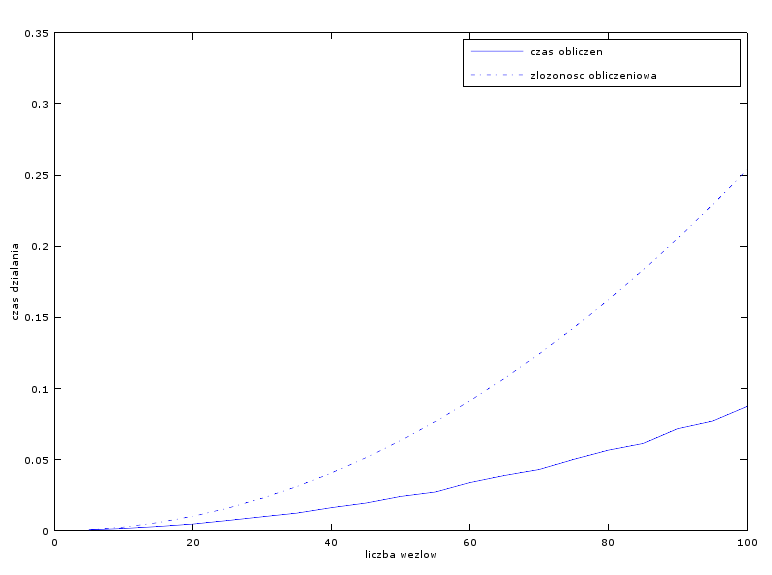 0.35
czas obliczen
zlozonosc obliczeniowa
0.3
0.25
0.2
czas dzialania
0.15
0.1
0.05
0
0 20 40 60 80 100
liczba wezlow